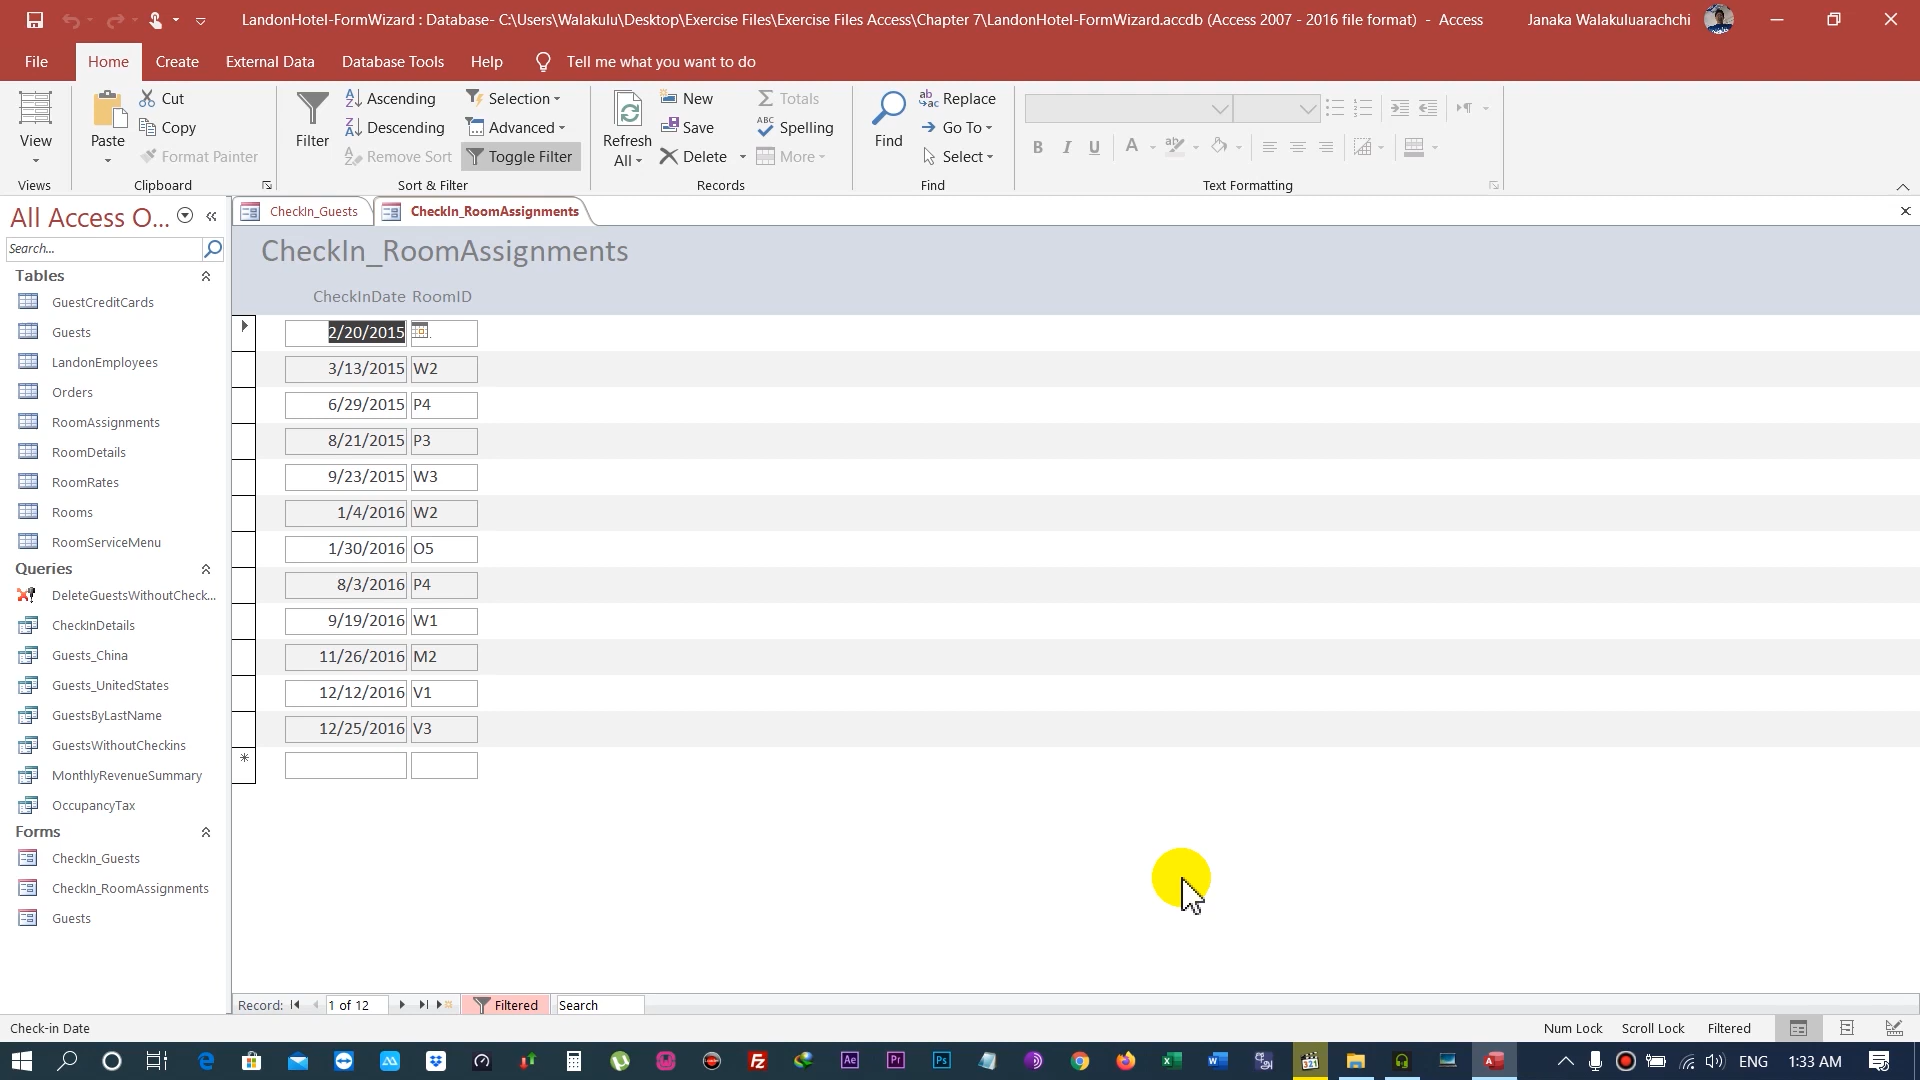 LandonHotel-FormWizard : Database- C:\Users\Walakulu\Desktop\Exercise Files\Exercise Files Access\Chapter 7\LandonHotel-FormWizard.accdb (Access 2007 - 2016 file format) - Access
Janaka Walakuluarachchi
File Home Create External Data Database Tools Help Tell me what you want to do
View
Views
Paste
Cut
Copy
Format Painter
Clipboard
Filter
Ascending
Descending
Remove Sort
Selection
Advanced
Toggle Filter
Sort & Filter
Refresh
All
New
Save
Delete
Totals
Spelling
More
Records
Find
Replace
Go To
Select
Find
B I U A
Text Formatting
All Access O...
Search...
Tables
GuestCreditCards
Guests
LandonEmployees
Orders
RoomAssignments
RoomDetails
RoomRates
Rooms
RoomServiceMenu
Queries
DeleteGuestsWithoutCheck...
CheckInDetails
Guests_China
Guests_UnitedStates
GuestsByLastName
GuestsWithoutCheckins
MonthlyRevenueSummary
OccupancyTax
Forms
CheckIn_Guests
CheckIn_RoomAssignments
Guests
CheckIn_Guests CheckIn_RoomAssignments
CheckIn_RoomAssignments
CheckInDate RoomID
2/20/2015
3/13/2015 W2
6/29/2015 P4
8/21/2015 P3
9/23/2015 W3
1/4/2016 W2
1/30/2016 O5
8/3/2016 P4
9/19/2016 W1
11/26/2016 M2
12/12/2016 V1
12/25/2016 V3
Record: 1 of 12 Filtered Search
Check-in Date Num Lock Scroll Lock Filtered
Ae Pr Ps 321 ENG 1:33 AM